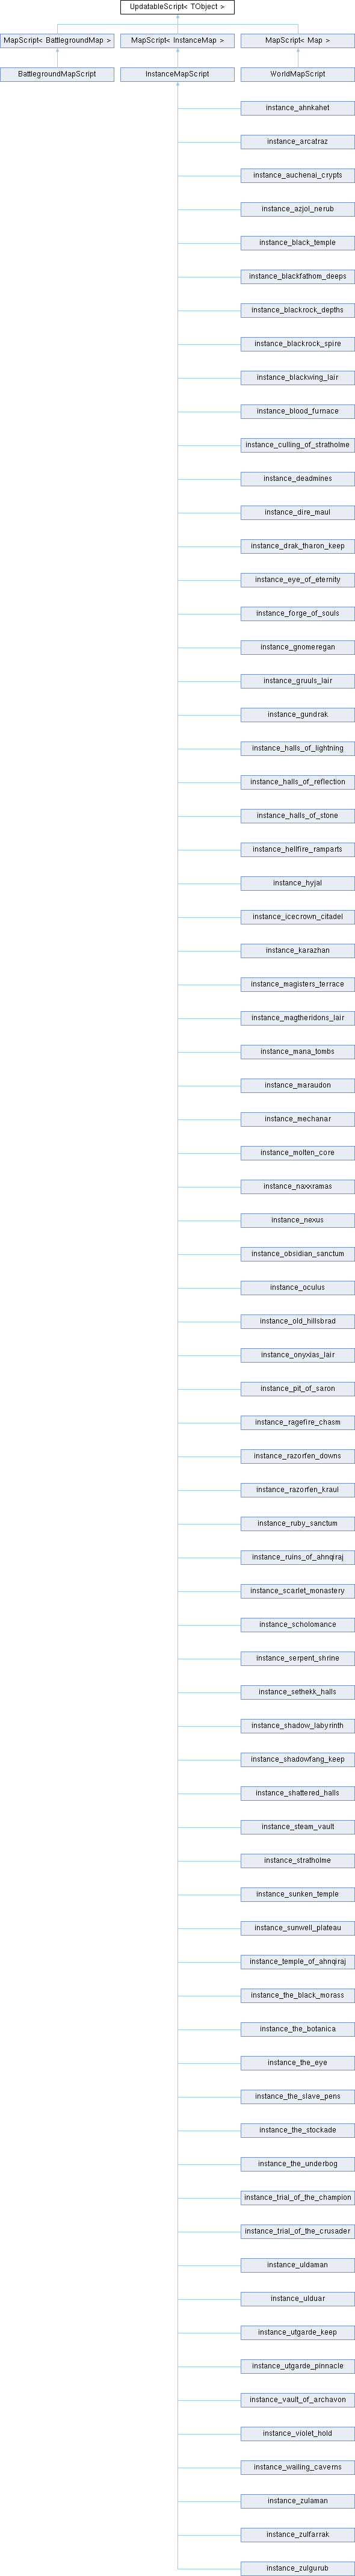 UpdatableScript< TObject >
MapScript< BattlegroundMap > MapScript< InstanceMap > MapScript< Map >
BattlegroundMapScript InstanceMapScript WorldMapScript
instance_ahnkahet
instance_arcatraz
instance_auchenai_crypts
instance_azjol_nerub
instance_black_temple
instance_blackfathom_deeps
instance_blackrock_depths
instance_blackrock_spire
instance_blackwing_lair
instance_blood_furnace
instance_culling_of_stratholme
instance_deadmines
instance_dire_maul
instance_drak_tharon_keep
instance_eye_of_eternity
instance_forge_of_souls
instance_gnomeregan
instance_gruuls_lair
instance_gundrak
instance_halls_of_lightning
instance_halls_of_reflection
instance_halls_of_stone
instance_hellfire_ramparts
instance_hyjal
instance_icecrown_citadel
instance_karazhan
instance_magisters_terrace
instance_magtheridons_lair
instance_mana_tombs
instance_maraudon
instance_mechanar
instance_molten_core
instance_naxxramas
instance_nexus
instance_obsidian_sanctum
instance_oculus
instance_old_hillsbrad
instance_onyxias_lair
instance_pit_of_saron
instance_ragefire_chasm
instance_razorfen_downs
instance_razorfen_kraul
instance_ruby_sanctum
instance_ruins_of_ahnqiraj
instance_scarlet_monastery
instance_scholomance
instance_serpent_shrine
instance_sethekk_halls
instance_shadow_labyrinth
instance_shadowfang_keep
instance_shattered_halls
instance_steam_vault
instance_stratholme
instance_sunken_temple
instance_sunwell_plateau
instance_temple_of_ahnqiraj
instance_the_black_morass
instance_the_botanica
instance_the_eye
instance_the_slave_pens
instance_the_stockade
instance_the_underbog
instance_trial_of_the_champion
instance_trial_of_the_crusader
instance_uldaman
instance_ulduar
instance_utgarde_keep
instance_utgarde_pinnacle
instance_vault_of_archavon
instance_violet_hold
instance_wailing_caverns
instance_zulaman
instance_zulfarrak
instance_zulgurub